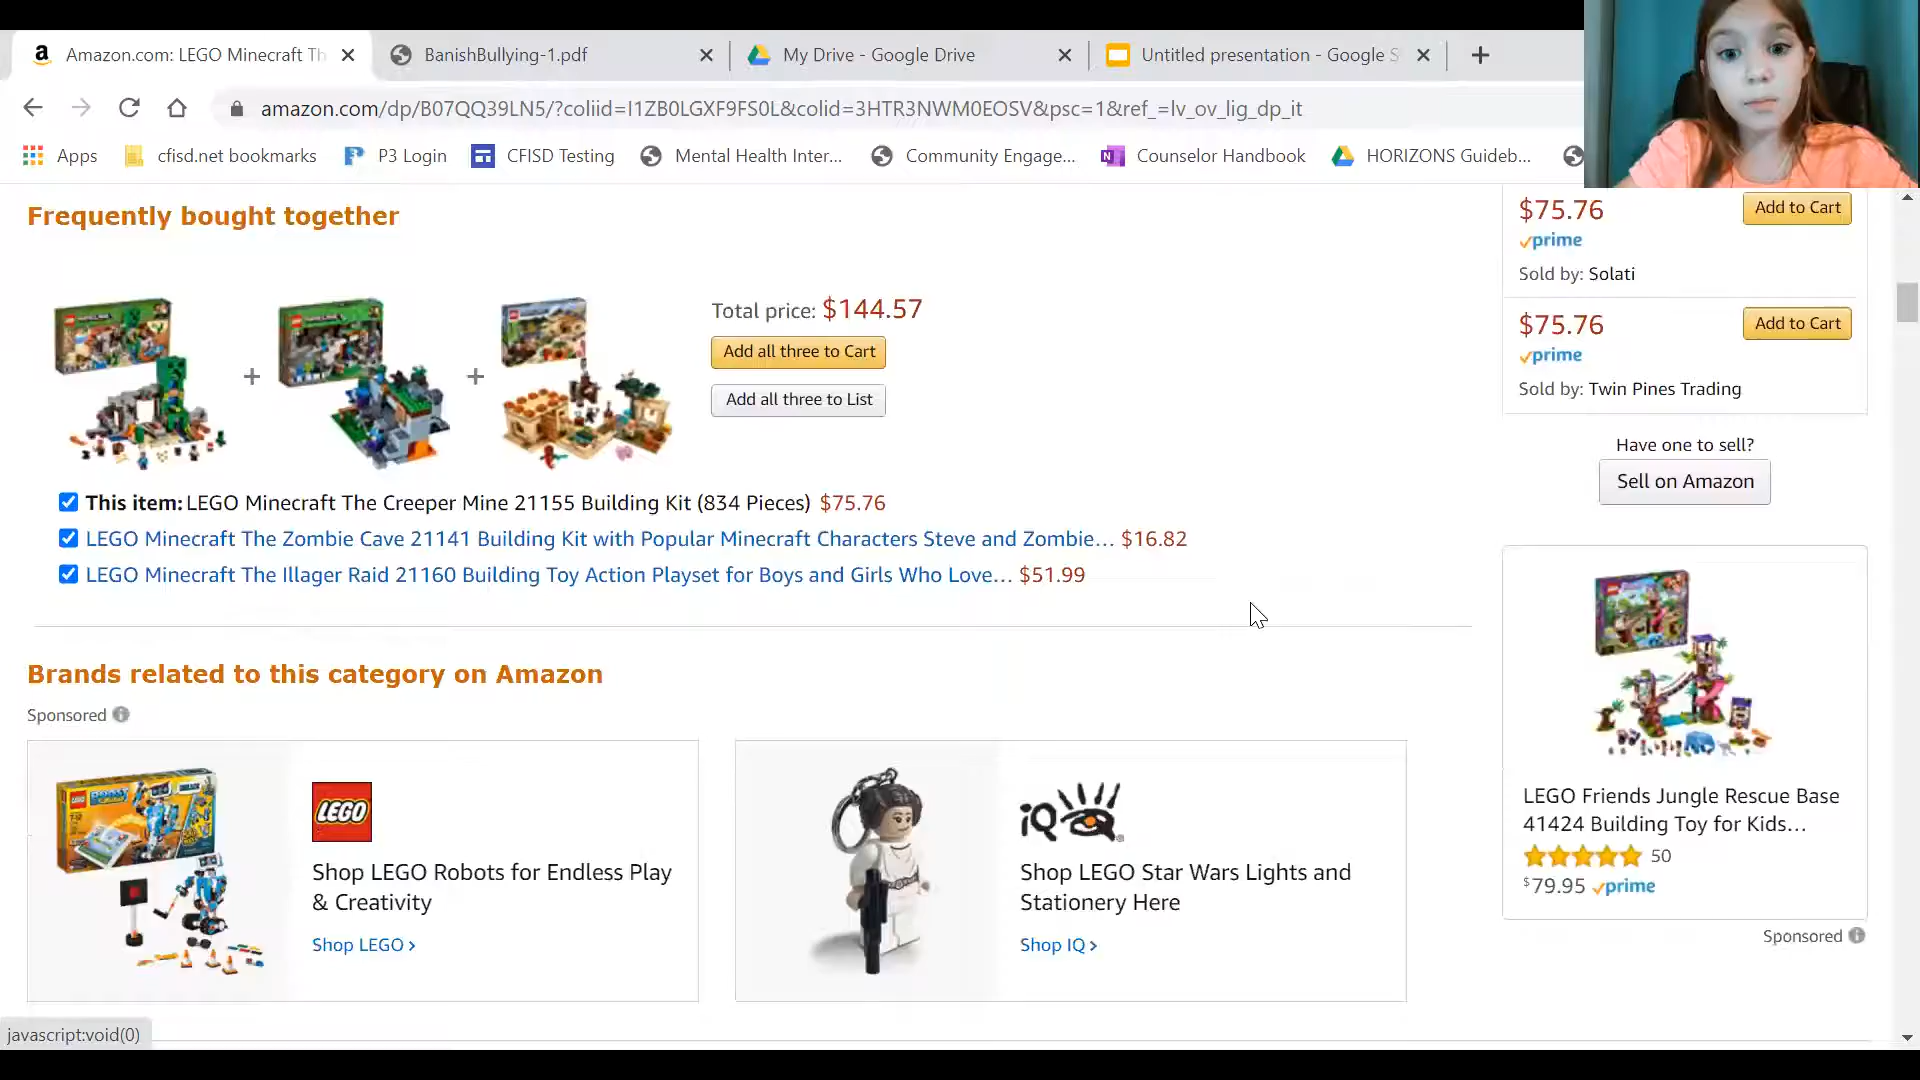 Amazon.com: LEGO Minecraft Th
BanishBullying-1.pdf
My Drive - Google Drive
Untitled presentation - Google S
amazon.com/dp/B07QQ39LN5/?coliid=I1ZB0LGXF9FS0L&colid=3HTR3NWM0EOSV&psc=1&ref_=lv_ov_lig_dp_it
Apps
cfisd.net bookmarks
P3 Login
CFISD Testing
Mental Health Inter...
Community Engage...
Counselor Handbook
HORIZONS Guideb...
Frequently bought together
Total price: $144.57
Add all three to Cart
Add all three to List
This item: LEGO Minecraft The Creeper Mine 21155 Building Kit (834 Pieces) $75.76
LEGO Minecraft The Zombie Cave 21141 Building Kit with Popular Minecraft Characters Steve and Zombie… $16.82
LEGO Minecraft The Illager Raid 21160 Building Toy Action Playset for Boys and Girls Who Love… $51.99
$75.76
Add to Cart
prime
Sold by: Solati
$75.76
Add to Cart
prime
Sold by: Twin Pines Trading
Have one to sell?
Sell on Amazon
LEGO Friends Jungle Rescue Base
41424 Building Toy for Kids…
50
$79.95 prime
Sponsored
Brands related to this category on Amazon
Sponsored
BOOST
LEGO
Shop LEGO Robots for Endless Play
& Creativity
Shop LEGO ›
iQ
Shop LEGO Star Wars Lights and
Stationery Here
Shop IQ ›
javascript:void(0)